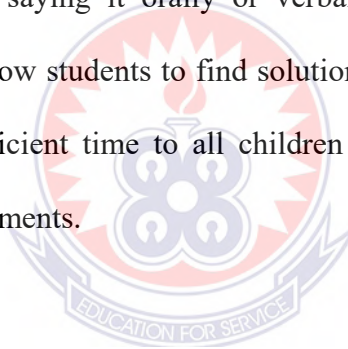 saying it orally or verba
ow students to find solution
icient time to all children
ments.
EDUCATION FOR SERVICE